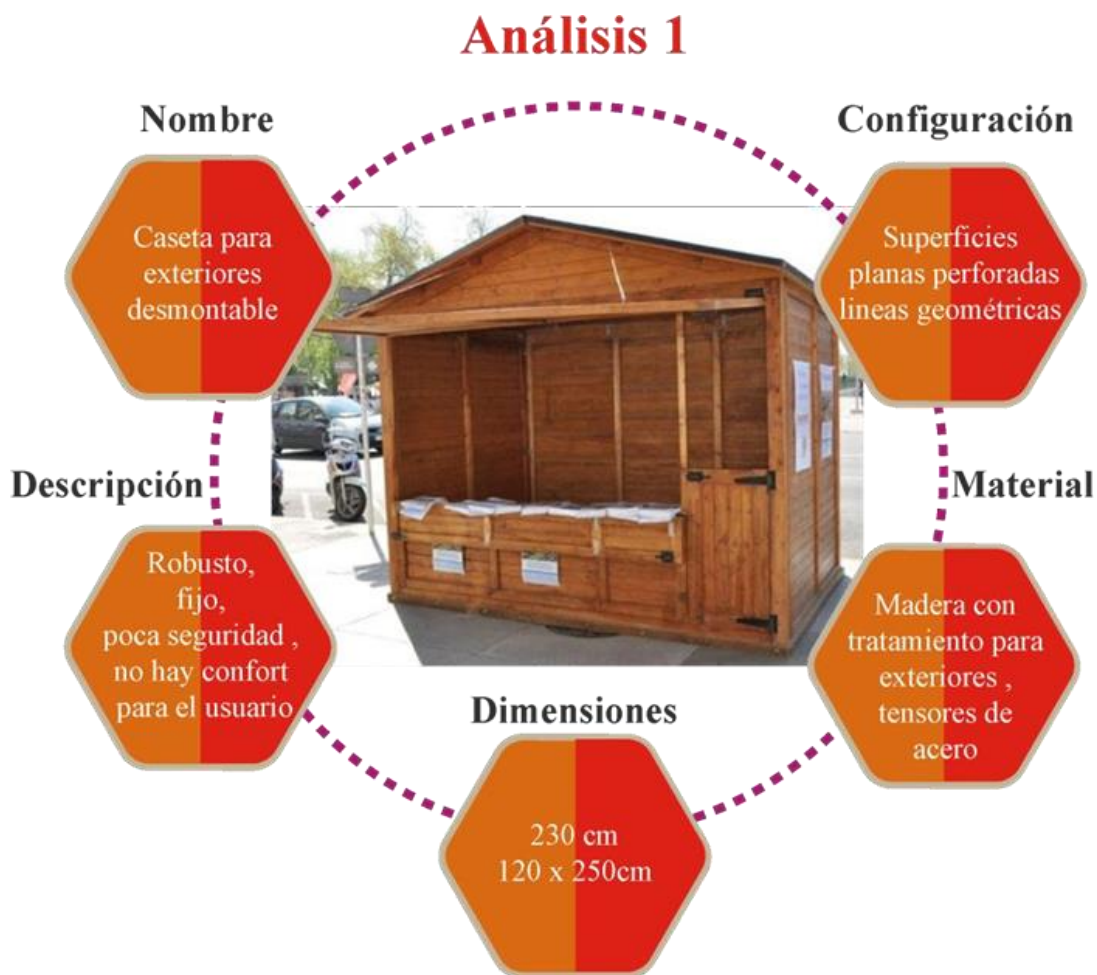 Análisis 1
Nombre
Caseta para
exteriores
desmontable
Configuración
Superficies
planas perforadas
lineas geométricas
Descripción
Robusto,
fijo,
poca seguridad ,
no hay confort
para el usuario
Material
Madera con
tratamiento para
exteriores ,
tensores de
acero
Dimensiones
230 cm
120 x 250cm